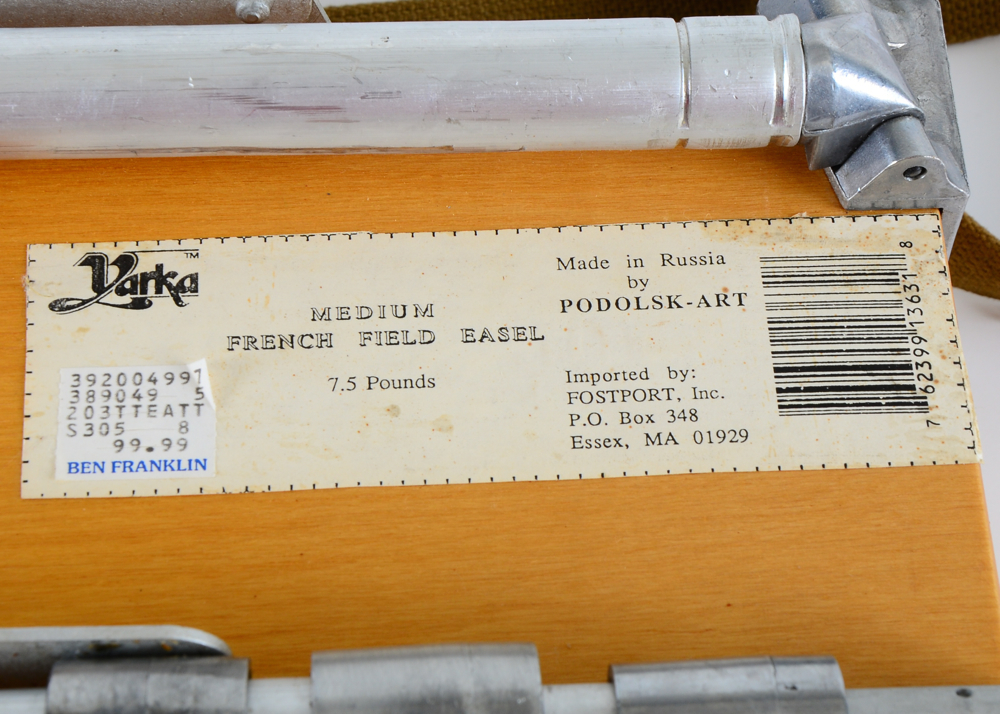 Yarka™
MEDIUM
FRENCH FIELD EASEL
7.5 Pounds
392004991
389049 5
203TTEATT
S305 8
99.99
BEN FRANKLIN
Made in Russia
by
PODOLSK-ART
Imported by:
FOSTPORT, Inc.
P.O. Box 348
Essex, MA 01929
7 62399 13631 8